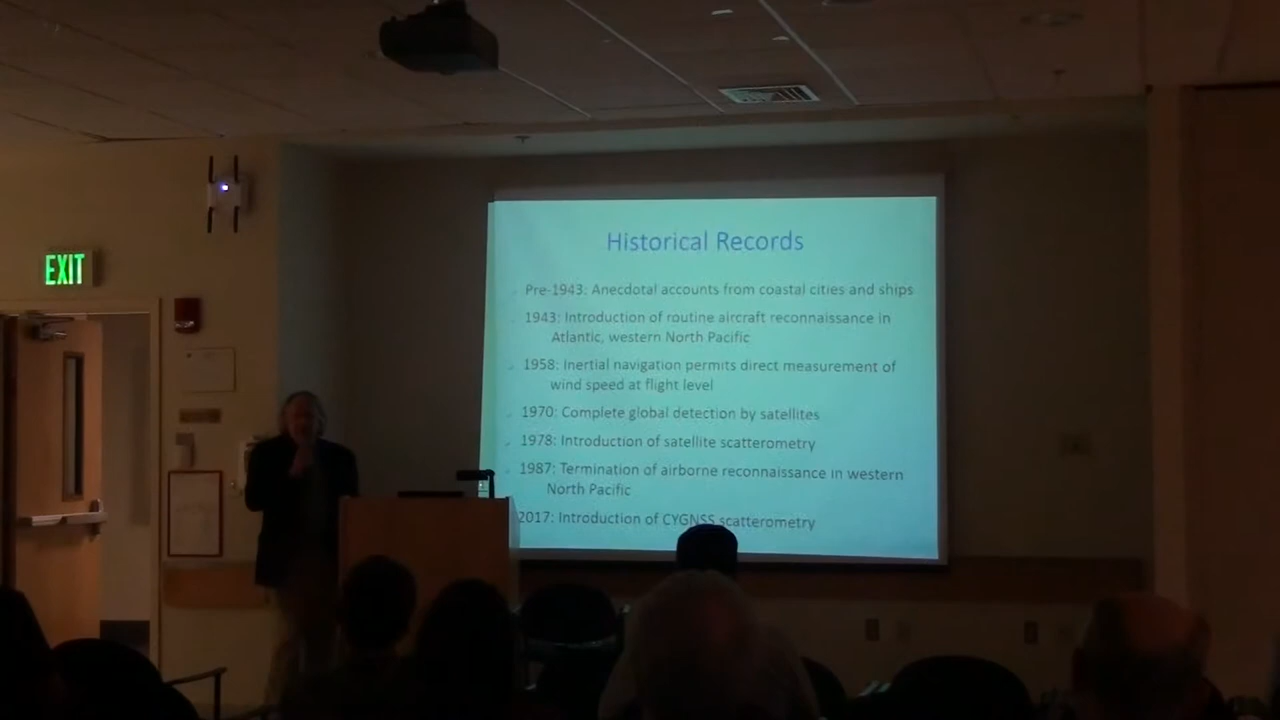 EXIT
Historical Records
Pre-1943: Anecdotal accounts from coastal cities and ships
1943: Introduction of routine aircraft reconnaissance in
Atlantic, western North Pacific
1958: Inertial navigation permits direct measurement of
wind speed at flight level
1970: Complete global detection by satellites
1978: Introduction of satellite scatterometry
1987: Termination of airborne reconnaissance in western
North Pacific
2017: Introduction of CYGNSS scatterometry